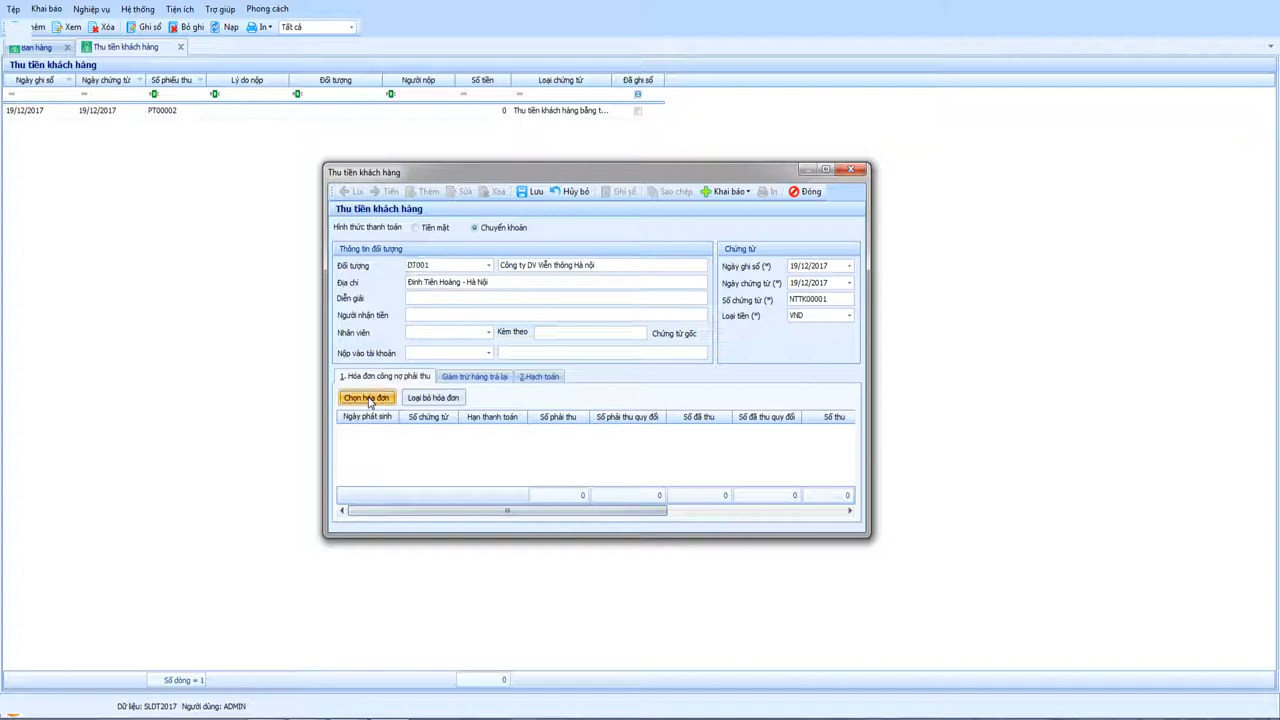 Tệp Khai báo Nghiệp vụ Hệ thống Tiện ích Trợ giúp Phong cách
Xem Xóa Ghi sổ Bỏ ghi Nạp In Tất cả
Bán hàng Thu tiền khách hàng
Thu tiền khách hàng
Ngày ghi sổ Ngày chứng từ Số phiếu thu Lý do nộp Đối tượng Người nộp Số tiền Loại chứng từ Đã ghi sổ
19/12/2017 19/12/2017 PT00002 0 Thu tiền khách hàng bằng t...
Thu tiền khách hàng
Lui Tiến Thêm Sửa Xóa Lưu Hủy bỏ Ghi sổ Sao chép Khai báo In Đóng
Thu tiền khách hàng
Hình thức thanh toán Tiền mặt Chuyển khoản
Thông tin đối tượng Chứng từ
Đối tượng DT001 Công ty DV Viễn thông Hà nội Ngày ghi sổ (*) 19/12/2017
Địa chỉ Đinh Tiên Hoàng - Hà Nội Ngày chứng từ (*) 19/12/2017
Diễn giải Số chứng từ (*) NTTK00001
Người nhận tiền Loại tiền (*) VND
Nhân viên Kèm theo Chứng từ gốc
Nộp vào tài khoản
1. Hóa đơn công nợ phải thu Giảm trừ hàng trả lại 2.Hạch toán
Chọn hóa đơn Loại bỏ hóa đơn
Ngày phát sinh Số chứng từ Hạn thanh toán Số phải thu Số phải thu quy đổi Số đã thu Số đã thu quy đổi Số thu
0 0 0 0 0
Số dòng = 1 0
Dữ liệu: SLDT2017 Người dùng: ADMIN